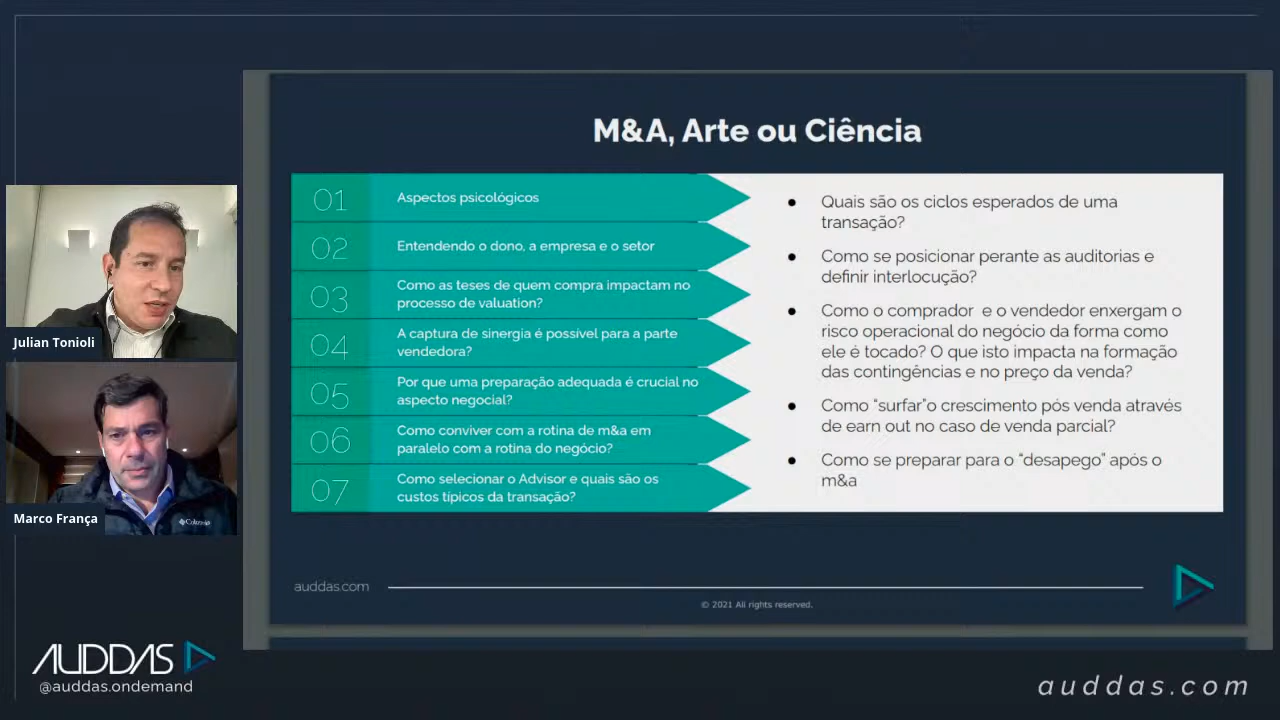 M&A, Arte ou Ciência
01
Aspectos psicológicos
02
Entendendo o dono, a empresa e o setor
03
Como as teses de quem compra impactam no
processo de valuation?
04
A captura de sinergia é possível para a parte
vendedora?
05
Por que uma preparação adequada é crucial no
aspecto negocial?
06
Como conviver com a rotina de m&a em
paralelo com a rotina do negócio?
07
Como selecionar o Advisor e quais são os
custos típicos da transação?
● Quais são os ciclos esperados de uma
transação?
● Como se posicionar perante as auditorias e
definir interlocução?
● Como o comprador e o vendedor enxergam o
risco operacional do negócio da forma como
ele é tocado? O que isto impacta na formação
das contingências e no preço da venda?
● Como “surfar”o crescimento pós venda através
de earn out no caso de venda parcial?
● Como se preparar para o “desapego” após o
m&a
auddas.com
© 2021 All rights reserved.
Julian Tonioli
Marco França
Columbia
AUDDAS
@auddas.ondemand
auddas.com